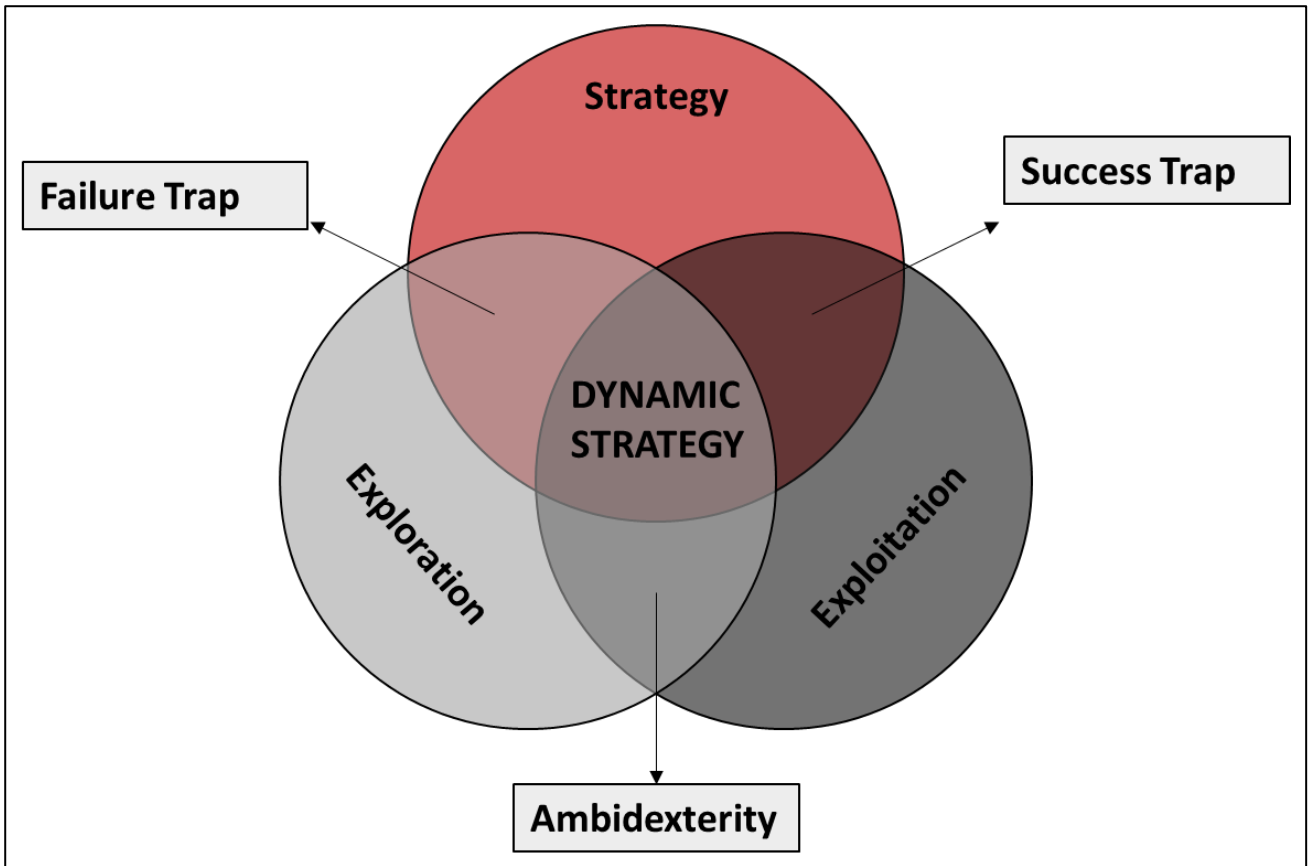 Strategy
Failure Trap
Success Trap
DYNAMIC
STRATEGY
Exploration
Exploitation
Ambidexterity